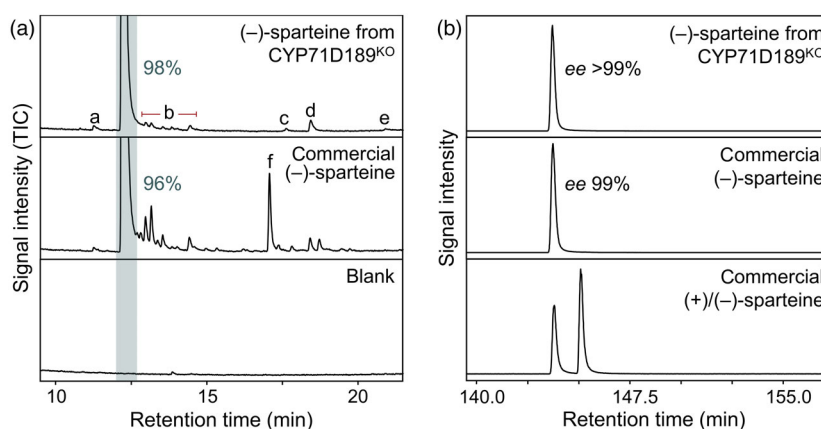 (a)
Signal intensity (TIC)
(–)-sparteine from
CYP71D189KO
98%
a
b
c
d
e
Commercial
(–)-sparteine
96%
f
Blank
10
15
20
Retention time (min)
(b)
Signal intensity
(–)-sparteine from
CYP71D189KO
ee >99%
Commercial
(–)-sparteine
ee 99%
Commercial
(+)/(–)-sparteine
140.0
147.5
155.0
Retention time (min)